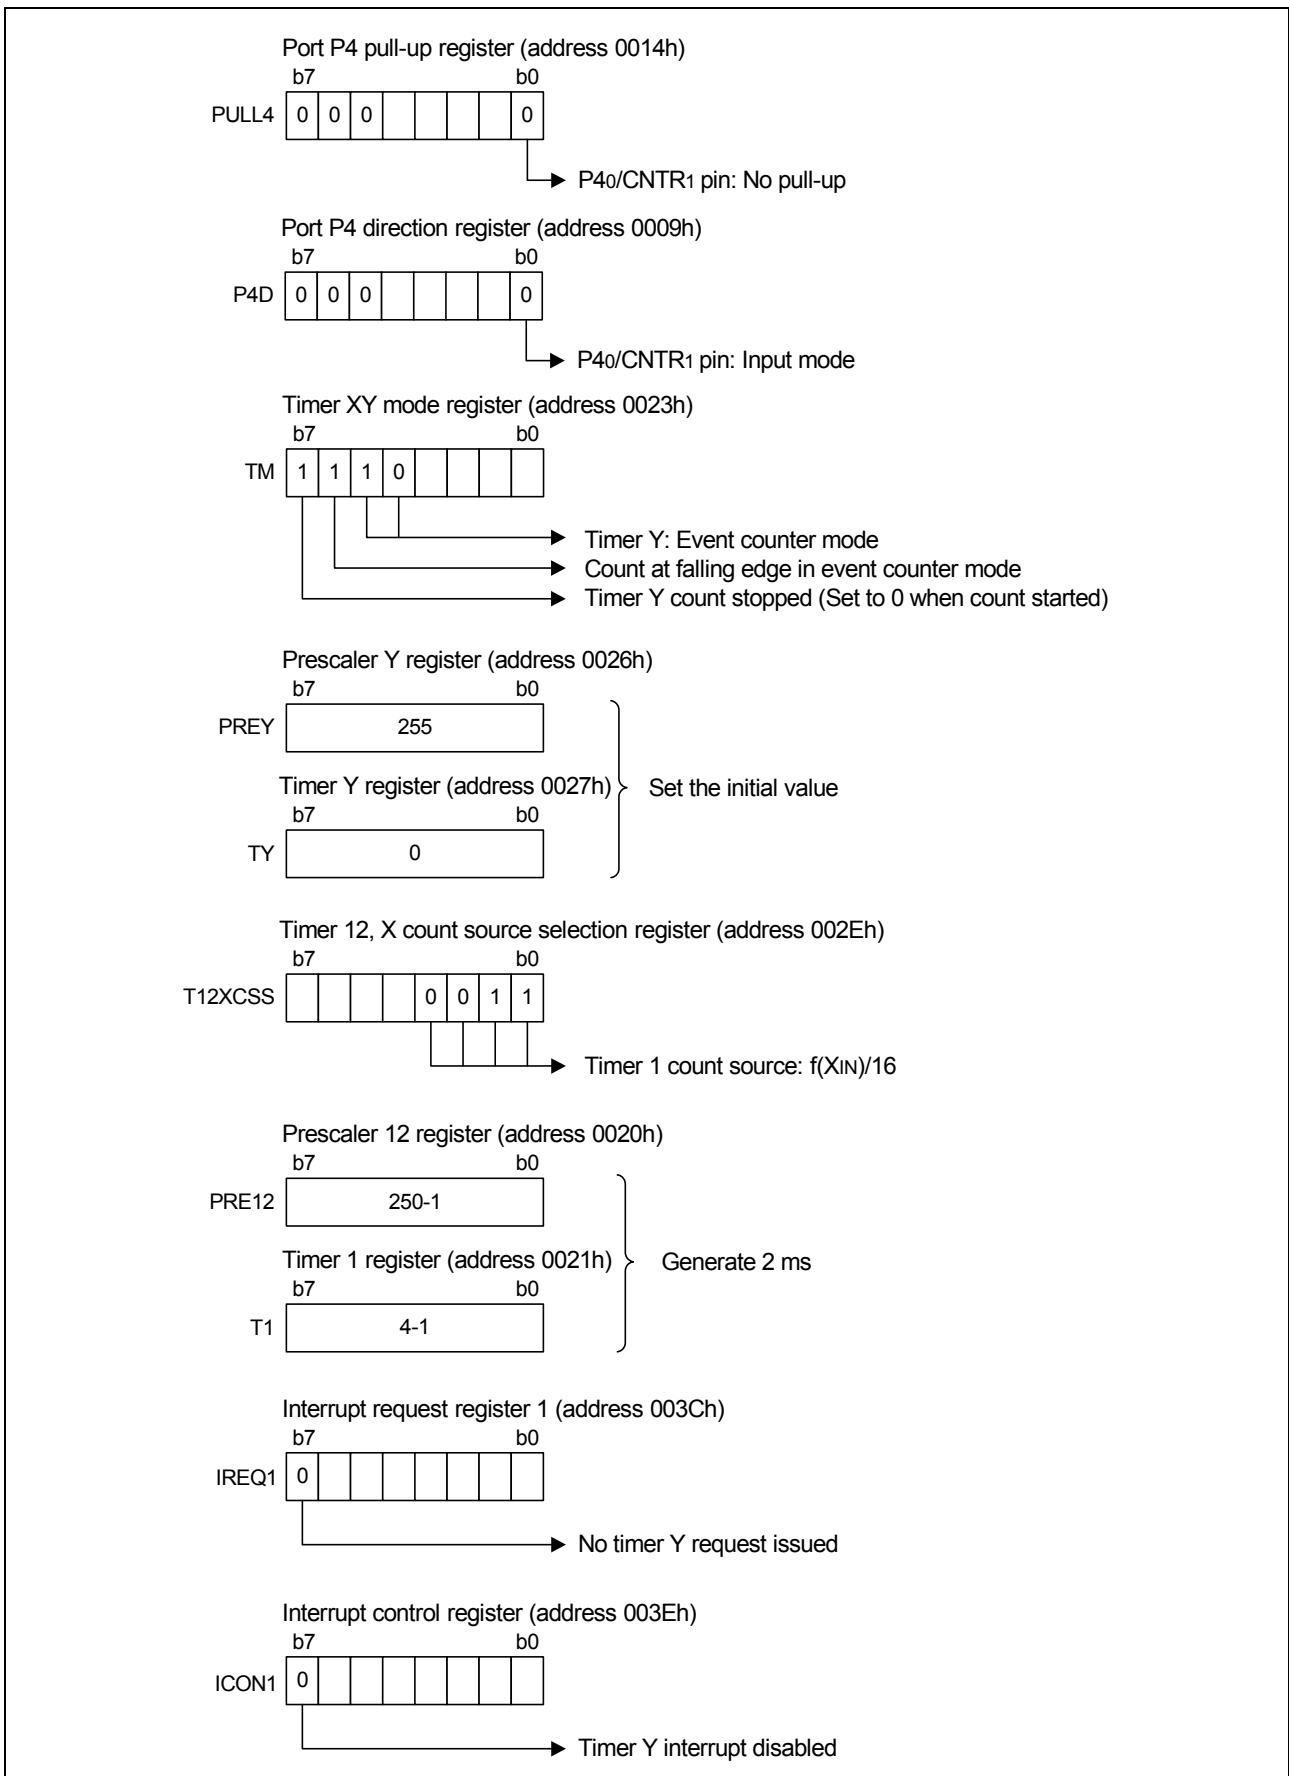 Port P4 pull-up register (address 0014h)
b7 b0
PULL4 0 0 0 0
P40/CNTR1 pin: No pull-up
Port P4 direction register (address 0009h)
b7 b0
P4D 0 0 0 0
P40/CNTR1 pin: Input mode
Timer XY mode register (address 0023h)
b7 b0
TM 1 1 1 0
Timer Y: Event counter mode
Count at falling edge in event counter mode
Timer Y count stopped (Set to 0 when count started)
Prescaler Y register (address 0026h)
b7 b0
PREY 255
Timer Y register (address 0027h)
Set the initial value
b7 b0
TY 0
Timer 12, X count source selection register (address 002Eh)
b7 b0
T12XCSS 0 0 1 1
Timer 1 count source: f(XIN)/16
Prescaler 12 register (address 0020h)
b7 b0
PRE12 250-1
Timer 1 register (address 0021h)
Generate 2 ms
b7 b0
T1 4-1
Interrupt request register 1 (address 003Ch)
b7 b0
IREQ1 0
No timer Y request issued
Interrupt control register (address 003Eh)
b7 b0
ICON1 0
Timer Y interrupt disabled